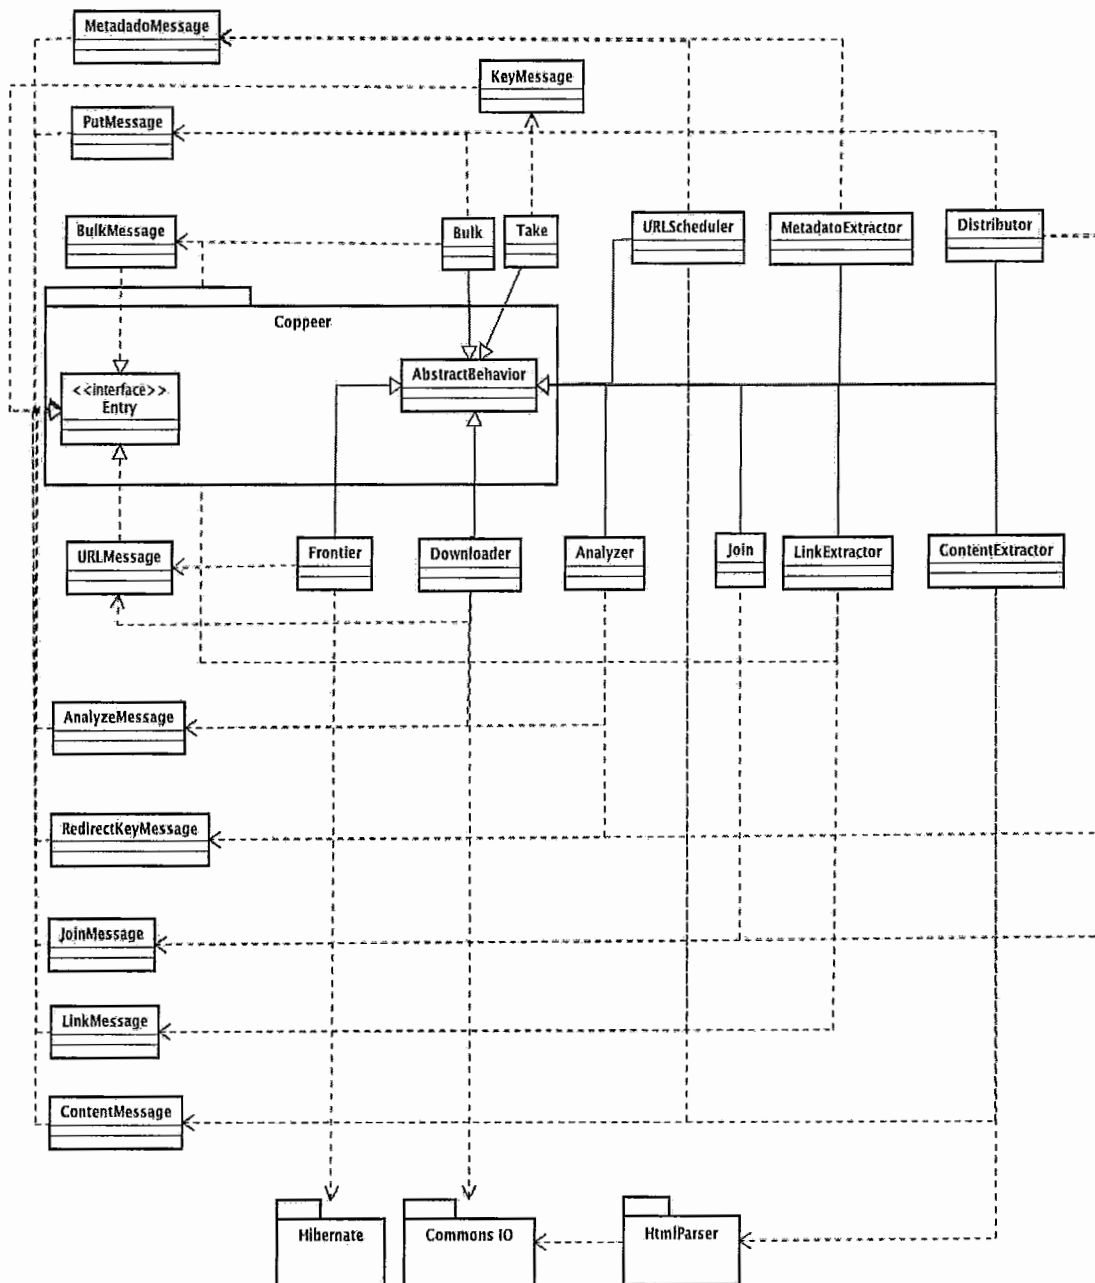 MetadadoMessage
KeyMessage
PutMessage
BulkMessage
Bulk
Take
URLScheduler
MetadatoExtractor
Distributor
Coppeer
<<interface>>
Entry
AbstractBehavior
URLMessage
Frontier
Downloader
Analyzer
Join
LinkExtractor
ContentExtractor
AnalyzeMessage
RedirectKeyMessage
JoinMessage
LinkMessage
ContentMessage
Hibernate
Commons IO
HtmlParser